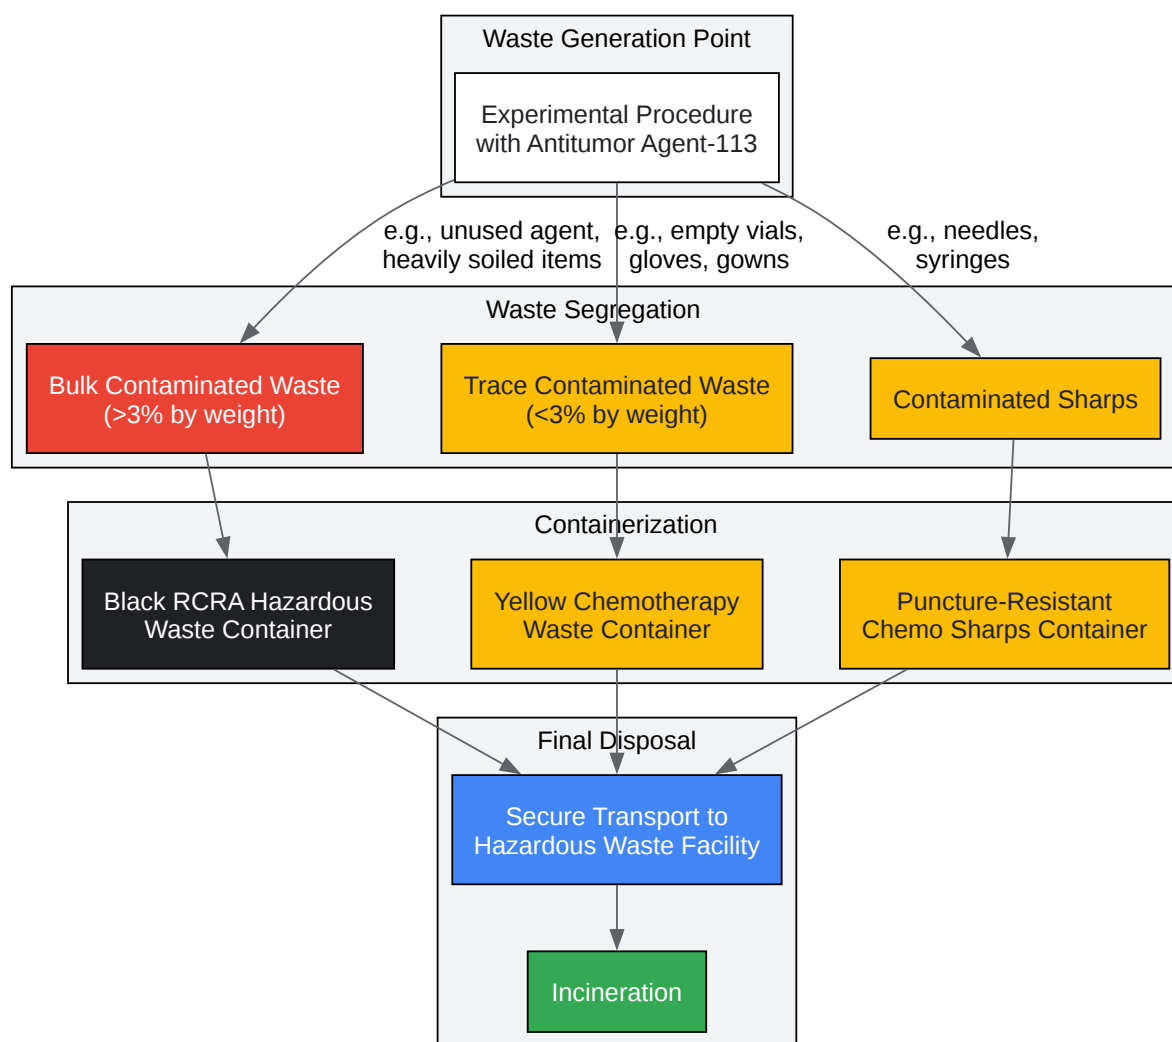 Waste Generation Point
Experimental Procedure
with Antitumor Agent-113
e.g., unused agent,
heavily soiled items
e.g., empty vials,
gloves, gowns
e.g., needles,
syringes
Waste Segregation
Bulk Contaminated Waste
(>3% by weight)
Trace Contaminated Waste
(<3% by weight)
Contaminated Sharps
Containerization
Black RCRA Hazardous
Waste Container
Yellow Chemotherapy
Waste Container
Puncture-Resistant
Chemo Sharps Container
Final Disposal
Secure Transport to
Hazardous Waste Facility
Incineration